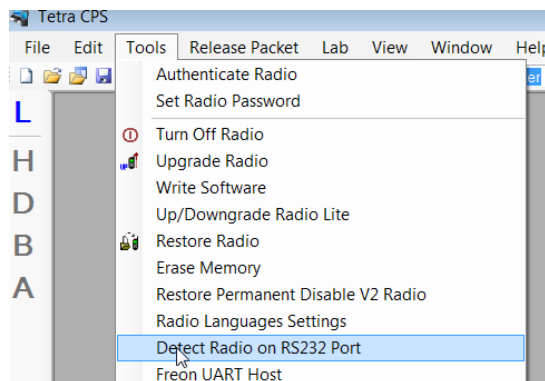 Tetra CPS
File Edit Tools Release Packet Lab View Window Help
er
Authenticate Radio
Set Radio Password
L
Turn Off Radio
H
Upgrade Radio
Write Software
D
Up/Downgrade Radio Lite
B
Restore Radio
Erase Memory
A
Restore Permanent Disable V2 Radio
Radio Languages Settings
Detect Radio on RS232 Port
Freon UART Host